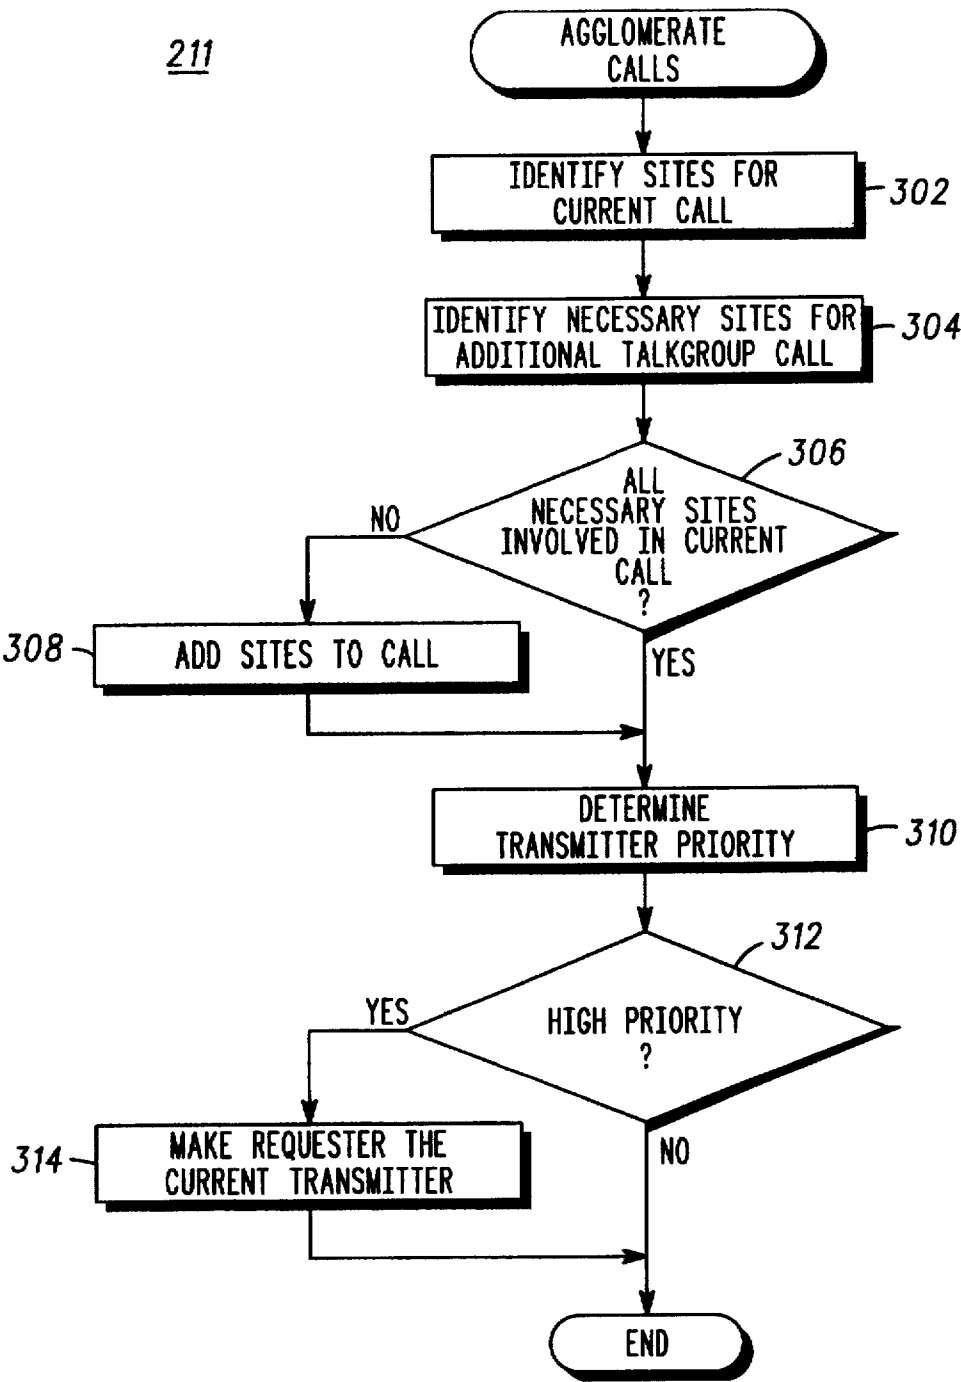 211
AGGLOMERATE
CALLS
IDENTIFY SITES FOR
CURRENT CALL
302
IDENTIFY NECESSARY SITES FOR
ADDITIONAL TALKGROUP CALL
304
306
ALL
NECESSARY SITES
INVOLVED IN CURRENT
CALL
?
NO
YES
308
ADD SITES TO CALL
DETERMINE
TRANSMITTER PRIORITY
310
312
HIGH PRIORITY
?
YES
NO
314
MAKE REQUESTER THE
CURRENT TRANSMITTER
END